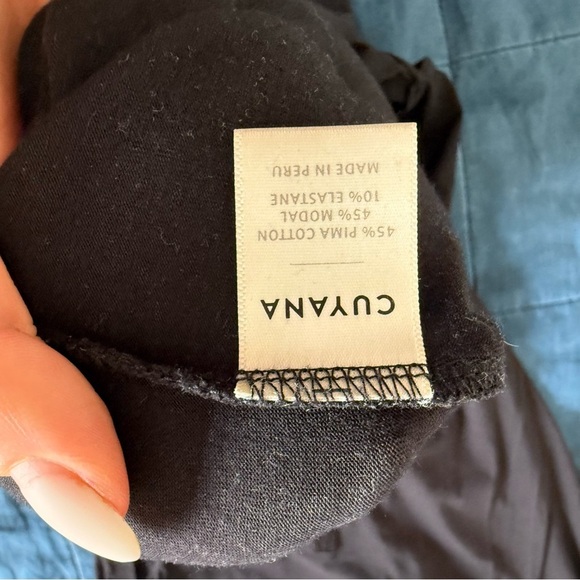 CUYANA
45% PIMA COTTON
45% MODAL
10% ELASTANE
MADE IN PERU